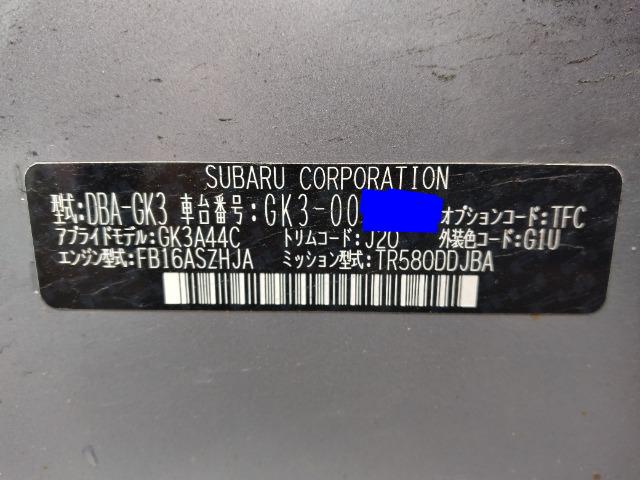 SUBARU CORPORATION
型式:DBA-GK3 車台番号:GK3-00 オプションコード:TFC
アプライドモデル:GK3A44C トリムコード:J20 外装色コード:G1U
エンジン型式:FB16ASZHJA ミッション型式:TR580DDJBA